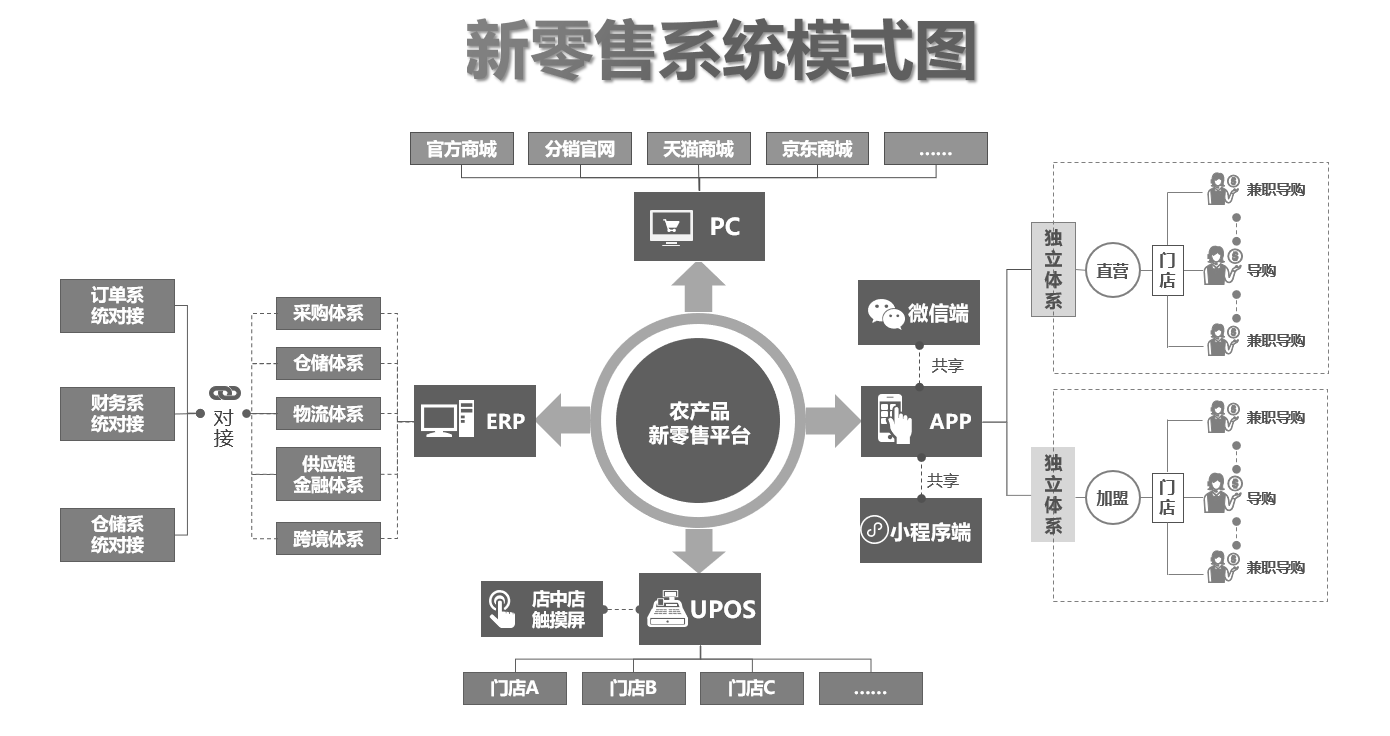 新零售系统模式图
官方商城
分销官网
天猫商城
京东商城
……
PC
订单系
统对接
财务系
统对接
仓储系
统对接
对
接
采购体系
仓储体系
物流体系
供应链
金融体系
跨境体系
ERP
农产品
新零售平台
微信端
共享
APP
共享
小程序端
独
立
体
系
直营
门
店
兼职导购
导购
兼职导购
独
立
体
系
加盟
门
店
兼职导购
导购
兼职导购
店中店
触摸屏
UPOS
门店A
门店B
门店C
……